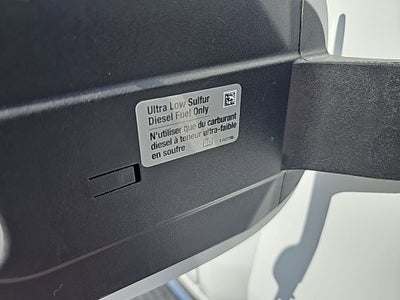 Ultra Low Sulfur
Diesel Fuel Only
N'utiliser que du carburant
diesel à teneur ultra-faible
en soufre